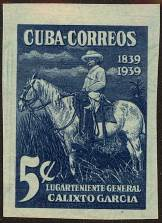 CUBA-CORREOS
1839
1939
5¢
LUGARTENIENTE GENERAL
CALIXTO GARCIA